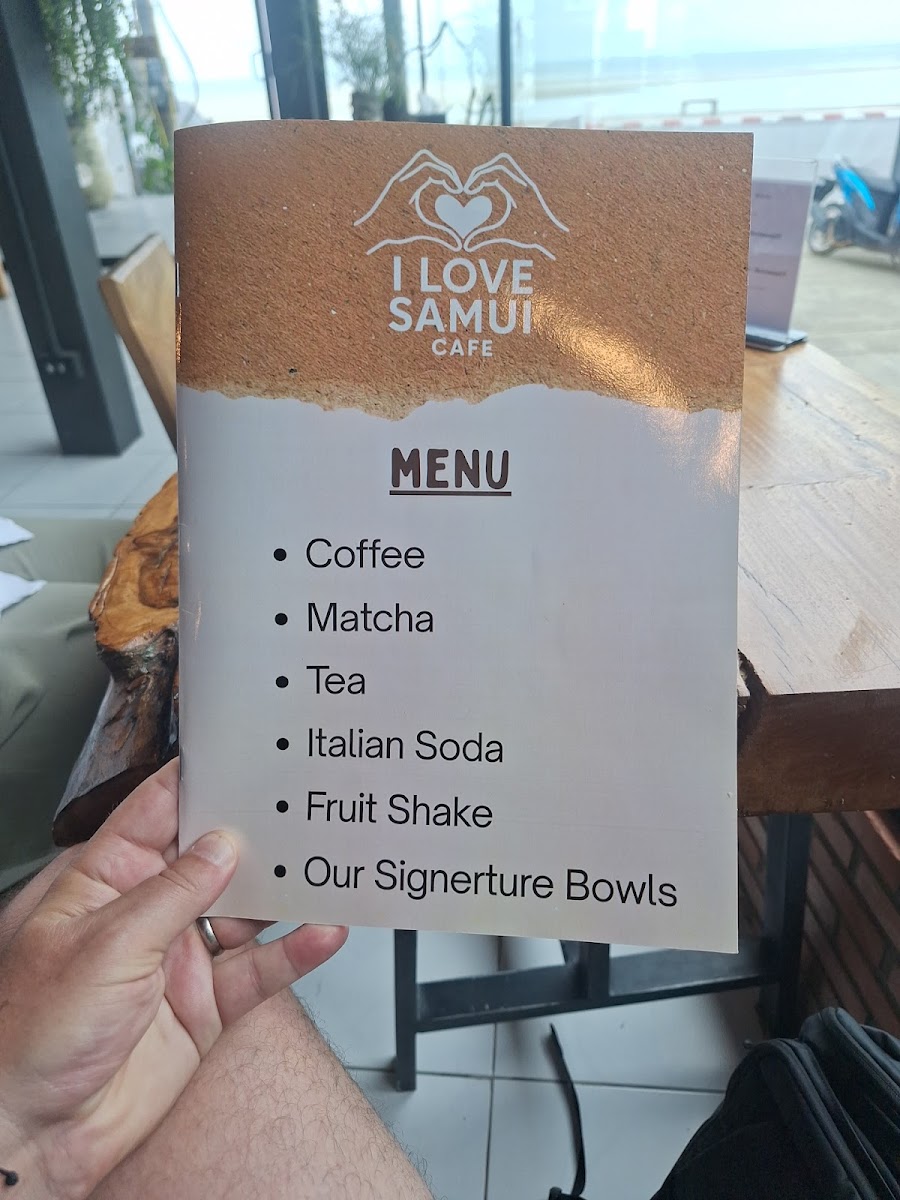 I LOVE
SAMUI
CAFE
MENU
• Coffee
• Matcha
• Tea
• Italian Soda
• Fruit Shake
• Our Signerture Bowls